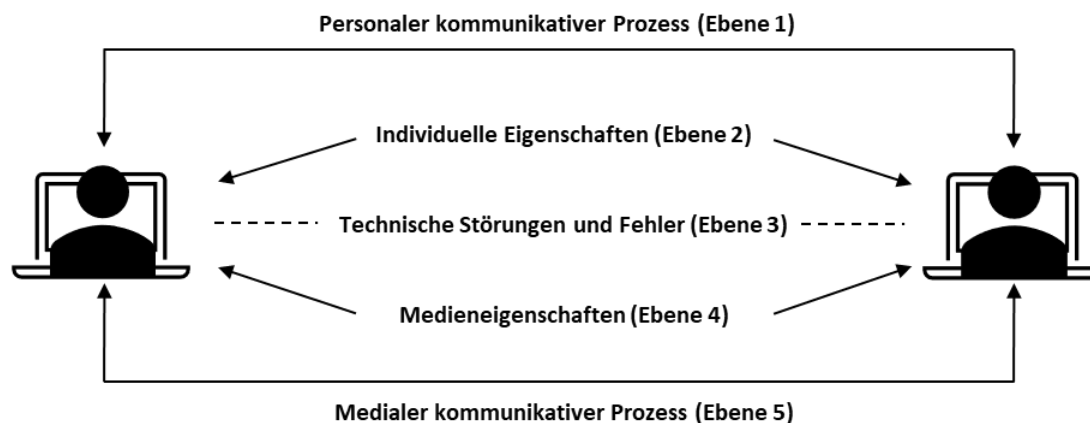 Personaler kommunikativer Prozess (Ebene 1)
Individuelle Eigenschaften (Ebene 2)
Technische Störungen und Fehler (Ebene 3)
Medieneigenschaften (Ebene 4)
Medialer kommunikativer Prozess (Ebene 5)